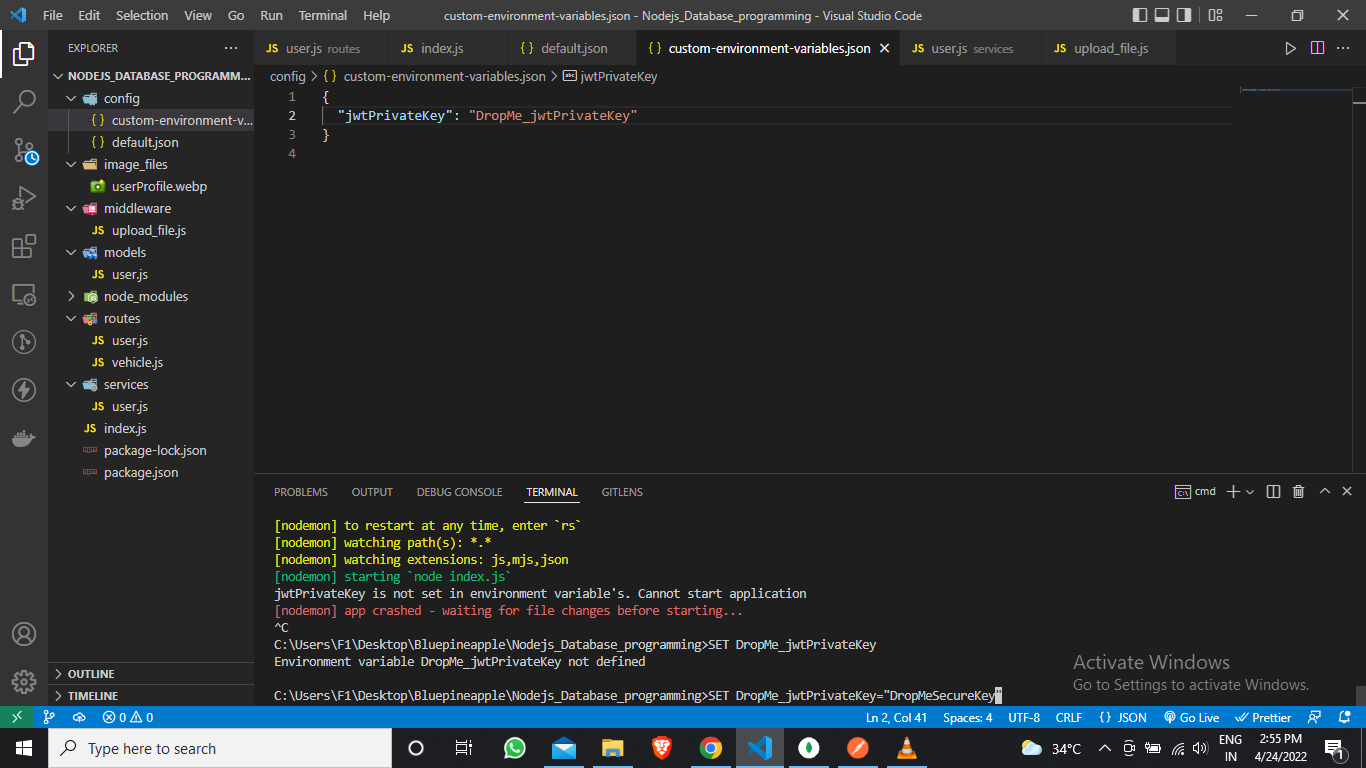 File Edit Selection View Go Run Terminal Help custom-environment-variables.json - Nodejs_Database_programming - Visual Studio Code
EXPLORER
user.js routes index.js default.json custom-environment-variables.json user.js services upload_file.js
NODEJS_DATABASE_PROGRAMM...
config > {} custom-environment-variables.json > abc jwtPrivateKey
config
custom-environment-v...
default.json
image_files
userProfile.webp
middleware
upload_file.js
models
user.js
node_modules
routes
user.js
vehicle.js
services
user.js
index.js
package-lock.json
package.json
OUTLINE
TIMELINE
1 {
2 "jwtPrivateKey": "DropMe_jwtPrivateKey"
3 }
4
PROBLEMS OUTPUT DEBUG CONSOLE TERMINAL GITLENS cmd
[nodemon] to restart at any time, enter `rs`
[nodemon] watching path(s): *.*
[nodemon] watching extensions: js,mjs,json
[nodemon] starting `node index.js`
jwtPrivateKey is not set in environment variable's. Cannot start application
[nodemon] app crashed - waiting for file changes before starting...
^C
C:\Users\F1\Desktop\Bluepineapple\Nodejs_Database_programming>SET DropMe_jwtPrivateKey
Environment variable DropMe_jwtPrivateKey not defined
C:\Users\F1\Desktop\Bluepineapple\Nodejs_Database_programming>SET DropMe_jwtPrivateKey="DropMeSecureKey"
Activate Windows
Go to Settings to activate Windows.
0 0 Ln 2, Col 41 Spaces: 4 UTF-8 CRLF {} JSON Go Live Prettier
Type here to search 34°C ENG IN 2:55 PM 4/24/2022 1